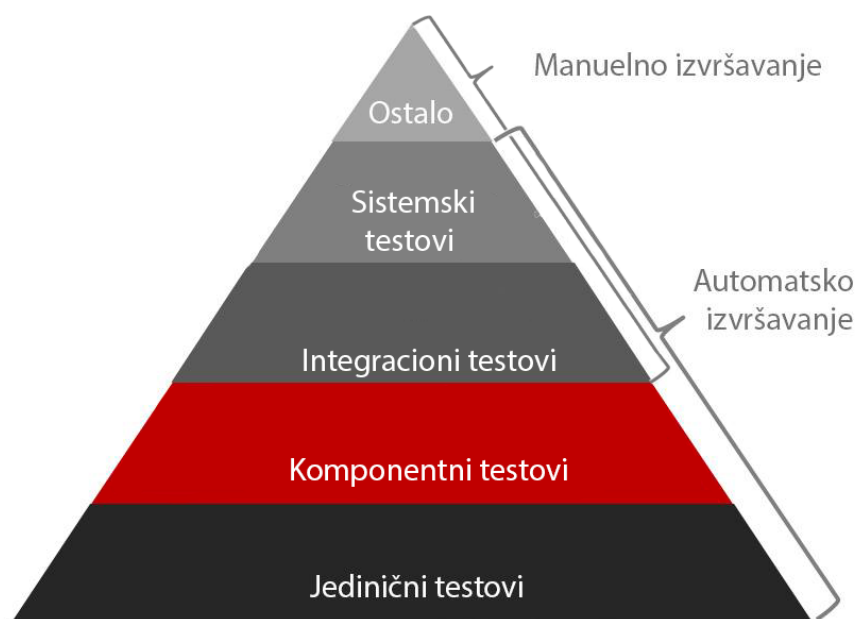 Manuelno izvršavanje
Ostalo
Sistemski
testovi
Automatsko
izvršavanje
Integracioni testovi
Komponentni testovi
Jedinični testovi